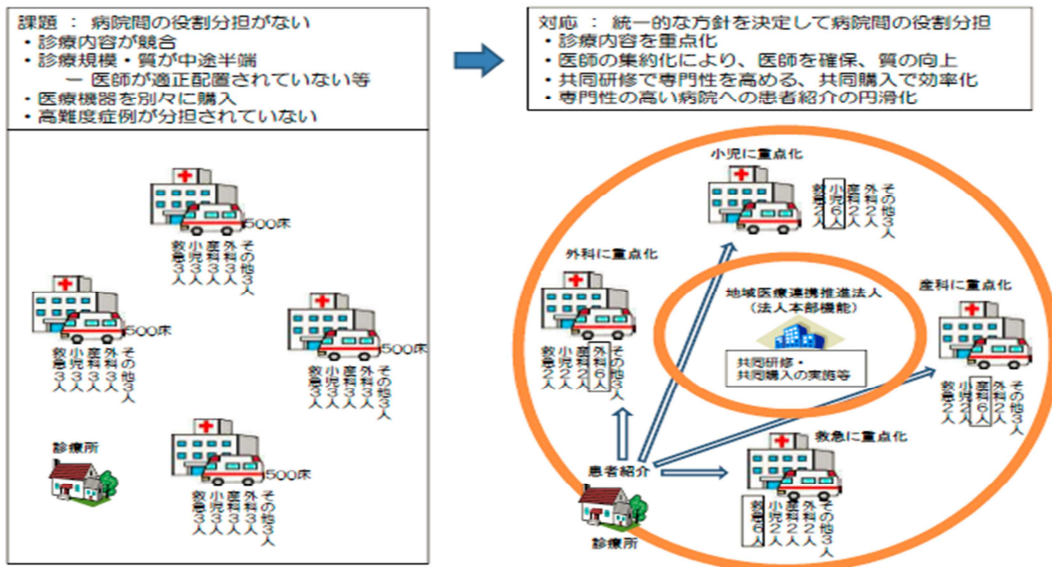 課題 ： 病院間の役割分担がない
・診療内容が競合
・診療規模・質が中途半端
ー 医師が適正配置されていない等
・医療機器を別々に購入
・高難度症例が分担されていない
500床
救急3人
小児3人
産科3人
外科3人
その他3人
500床
救急3人
小児3人
産科3人
外科3人
その他3人
500床
救急3人
小児3人
産科3人
外科3人
その他3人
500床
救急3人
小児3人
産科3人
外科3人
その他3人
診療所
対応 ： 統一的な方針を決定して病院間の役割分担
・診療内容を重点化
・医師の集約化により、医師を確保、質の向上
・共同研修で専門性を高める、共同購入で効率化
・専門性の高い病院への患者紹介の円滑化
小児に重点化
救急2人
小児6人
産科2人
外科2人
その他3人
外科に重点化
救急2人
小児2人
産科2人
外科6人
その他3人
地域医療連携推進法人
（法人本部機能）
共同研修・
共同購入の実施等
産科に重点化
救急2人
小児2人
産科6人
外科2人
その他3人
救急に重点化
救急6人
小児2人
産科2人
外科2人
その他3人
患者紹介
診療所